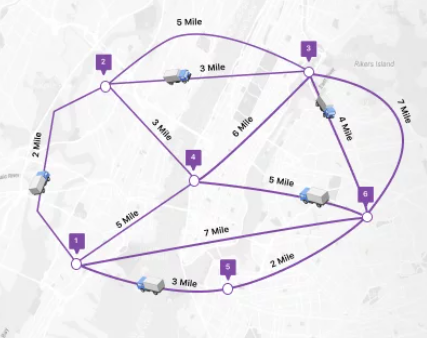 5 Mile
3
2
3 Mile
Rikers Island
7 Mile
4 Mile
6 Mile
3 Mile
2 Mile
4
5 Mile
6
5 Mile
7 Mile
1
5
3 Mile
2 Mile